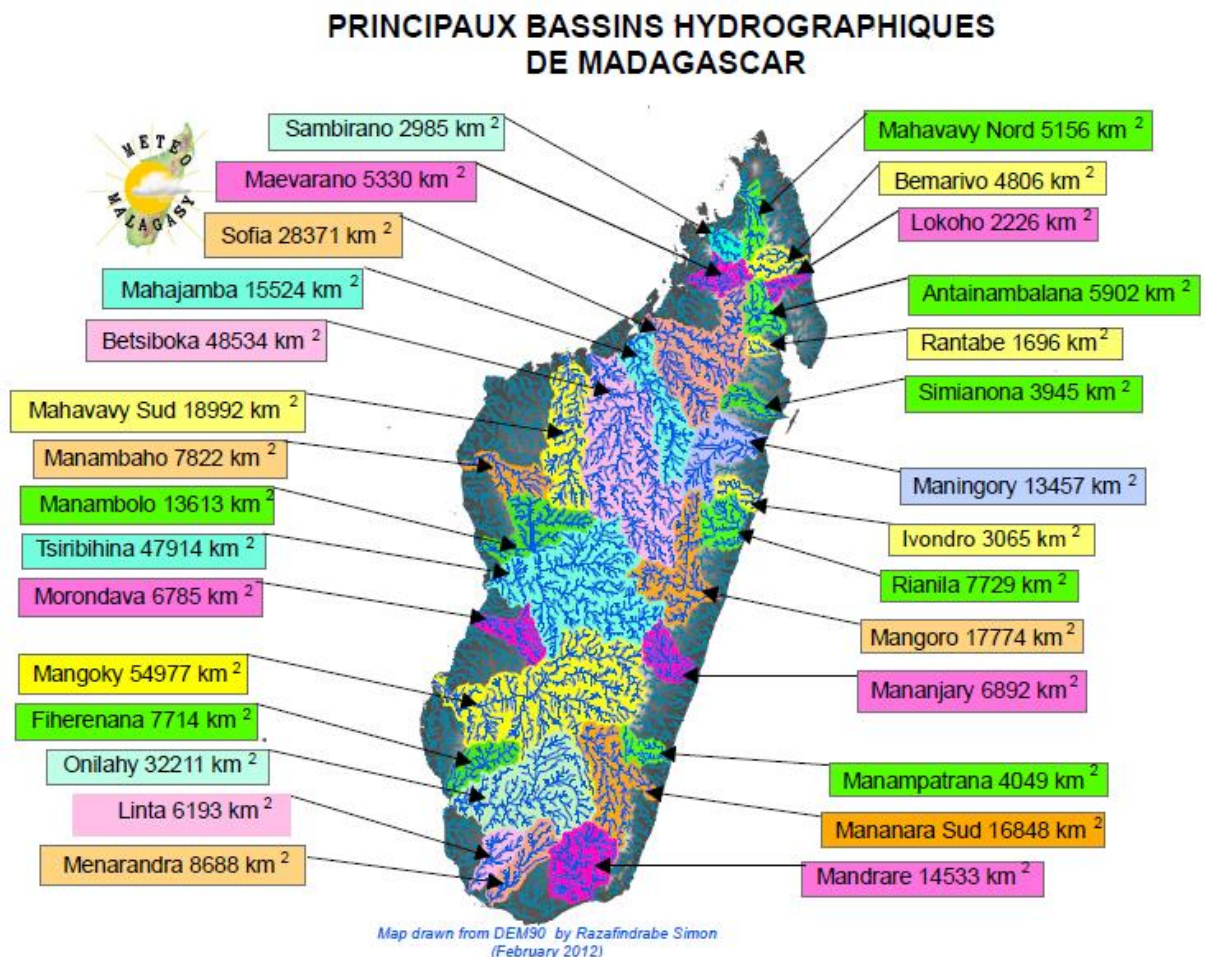 PRINCIPAUX BASSINS HYDROGRAPHIQUES
DE MADAGASCAR
METEO
MALAGASY
Sambirano 2985 km ²
Maevarano 5330 km ²
Sofia 28371 km ²
Mahajamba 15524 km ²
Betsiboka 48534 km ²
Mahavavy Sud 18992 km ²
Manambaho 7822 km ²
Manambolo 13613 km ²
Tsiribihina 47914 km ²
Morondava 6785 km ²
Mangoky 54977 km ²
Fiherenana 7714 km ²
Onilahy 32211 km ²
Linta 6193 km ²
Menarandra 8688 km ²
Mahavavy Nord 5156 km ²
Bemarivo 4806 km ²
Lokoho 2226 km ²
Antainambalana 5902 km ²
Rantabe 1696 km ²
Simianona 3945 km ²
Maningory 13457 km ²
Ivondro 3065 km ²
Rianila 7729 km ²
Mangoro 17774 km ²
Mananjary 6892 km ²
Manampatrana 4049 km ²
Mananara Sud 16848 km ²
Mandrare 14533 km ²
Map drawn from DEM90 by Razafindrabe Simon
(February 2012)